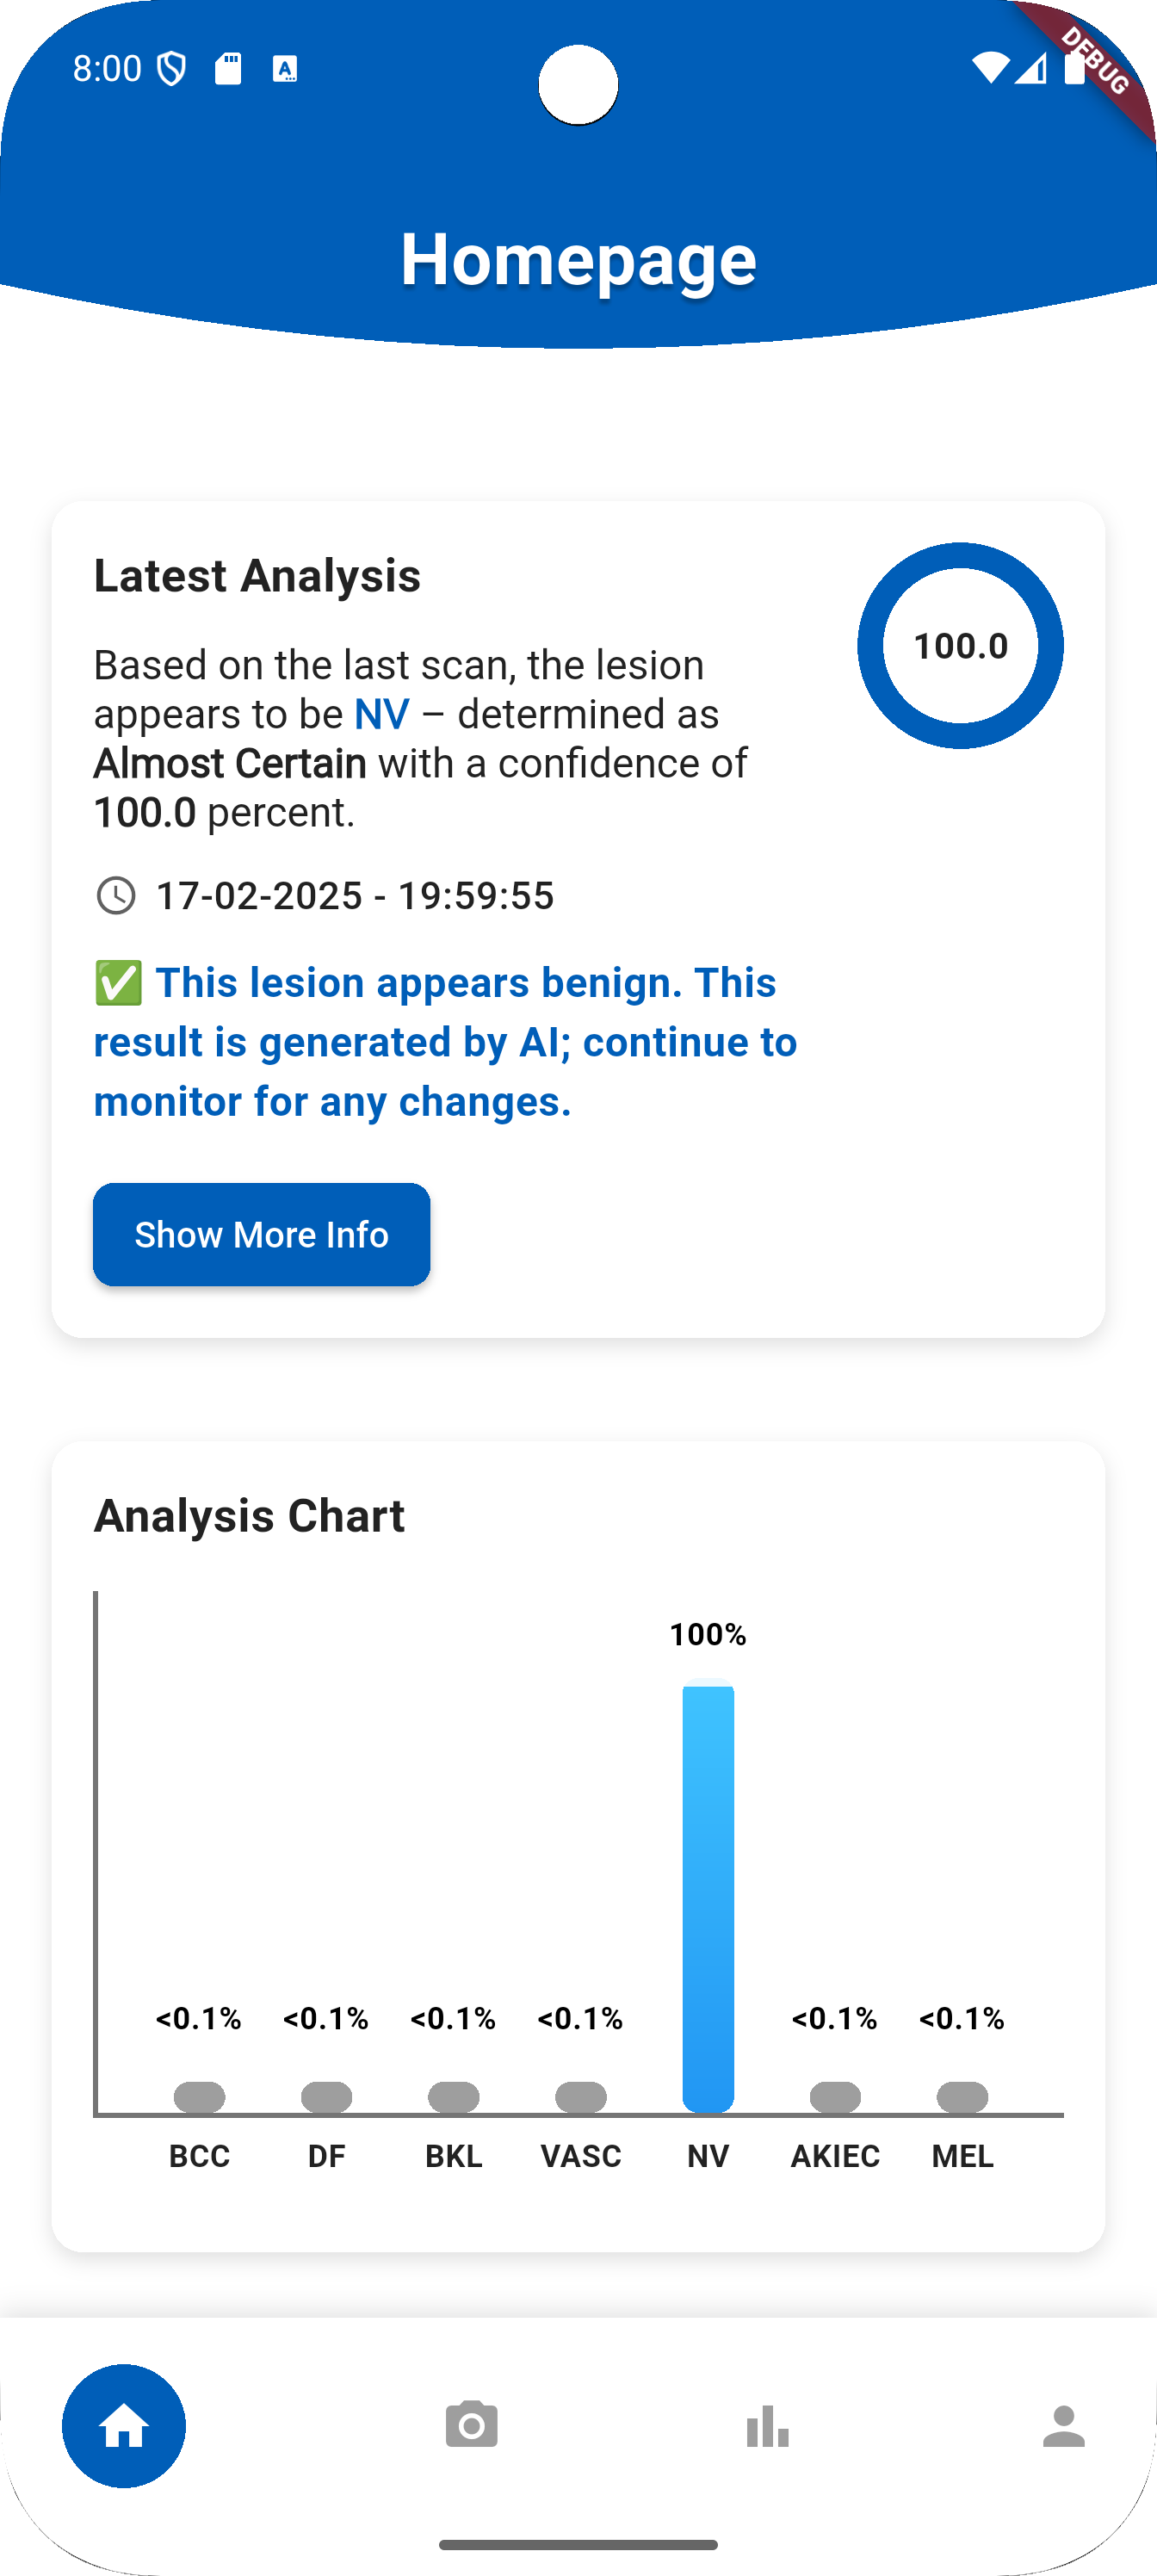 8:00
DEBUG
Homepage
Latest Analysis
100.0
Based on the last scan, the lesion
appears to be NV – determined as
Almost Certain with a confidence of
100.0 percent.
17-02-2025 - 19:59:55
✅ This lesion appears benign. This
result is generated by AI; continue to
monitor for any changes.
Show More Info
Analysis Chart
100%
<0.1% <0.1% <0.1% <0.1% <0.1% <0.1%
BCC DF BKL VASC NV AKIEC MEL